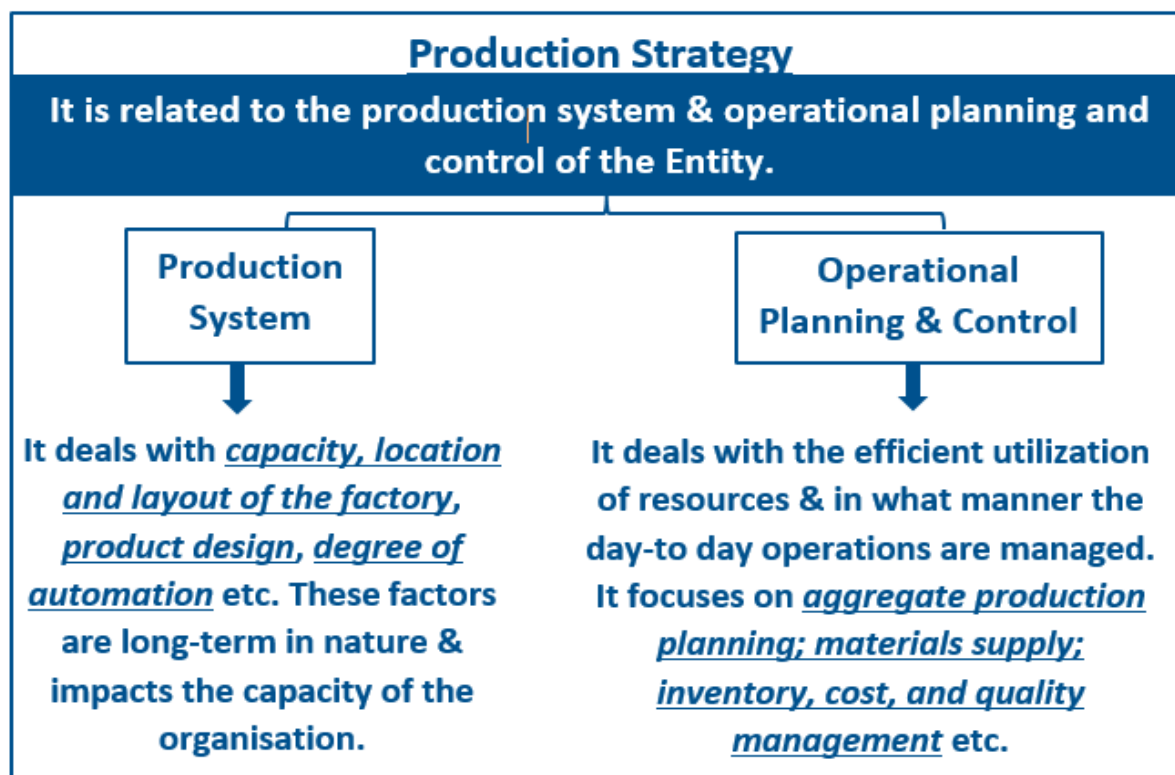 Production Strategy
It is related to the production system & operational planning and
control of the Entity.
Production
System
It deals with capacity, location
and layout of the factory,
product design, degree of
automation etc. These factors
are long-term in nature &
impacts the capacity of the
organisation.
Operational
Planning & Control
It deals with the efficient utilization
of resources & in what manner the
day-to day operations are managed.
It focuses on aggregate production
planning; materials supply;
inventory, cost, and quality
management etc.